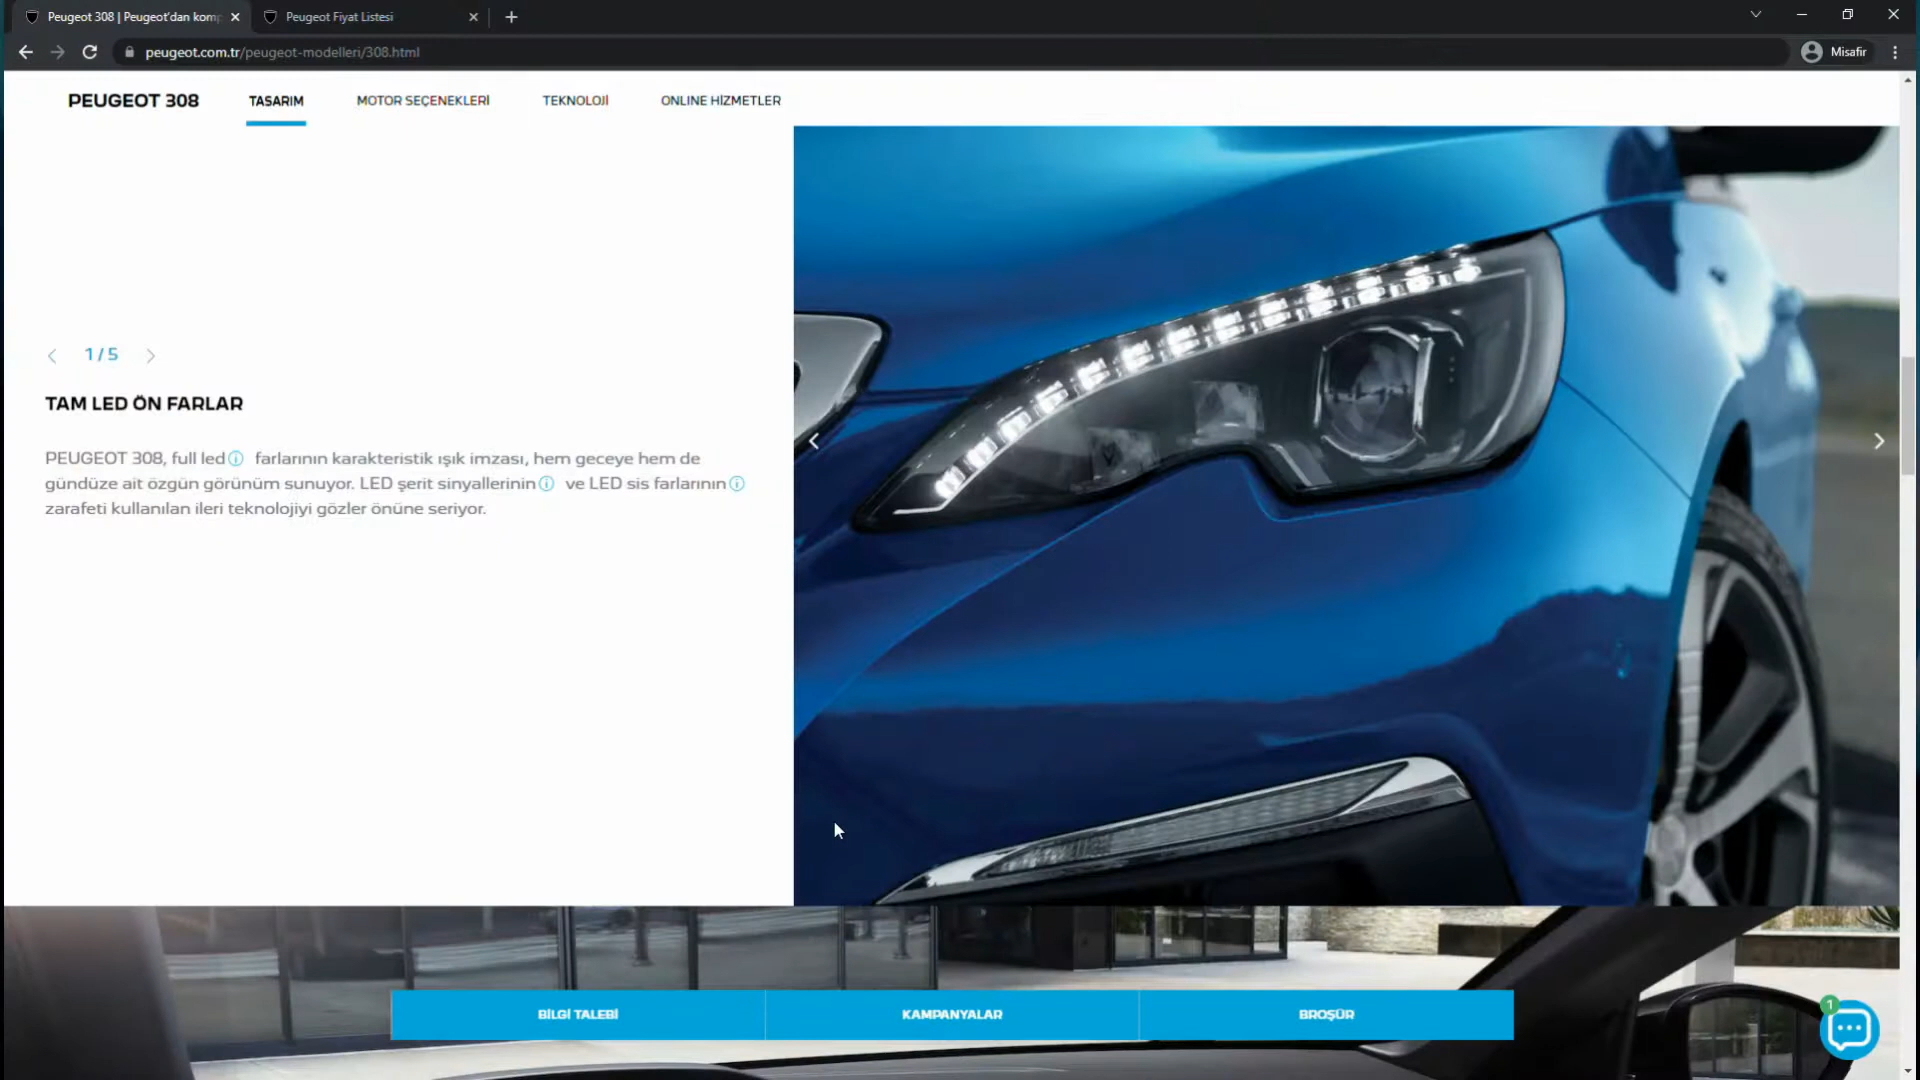 Peugeot 308 | Peugeot'dan komp
Peugeot Fiyat Listesi
peugeot.com.tr/peugeot-modelleri/308.html
Misafir
PEUGEOT 308
TASARIM
MOTOR SEÇENEKLERİ
TEKNOLOJİ
ONLINE HİZMETLER
1 / 5
TAM LED ÖN FARLAR
PEUGEOT 308, full led farlarının karakteristik ışık imzası, hem geceye hem de
gündüze ait özgün görünüm sunuyor. LED şerit sinyallerinin ve LED sis farlarının
zarafeti kullanılan ileri teknolojiyi gözler önüne seriyor.
BİLGİ TALEBİ
KAMPANYALAR
BROŞÜR
1